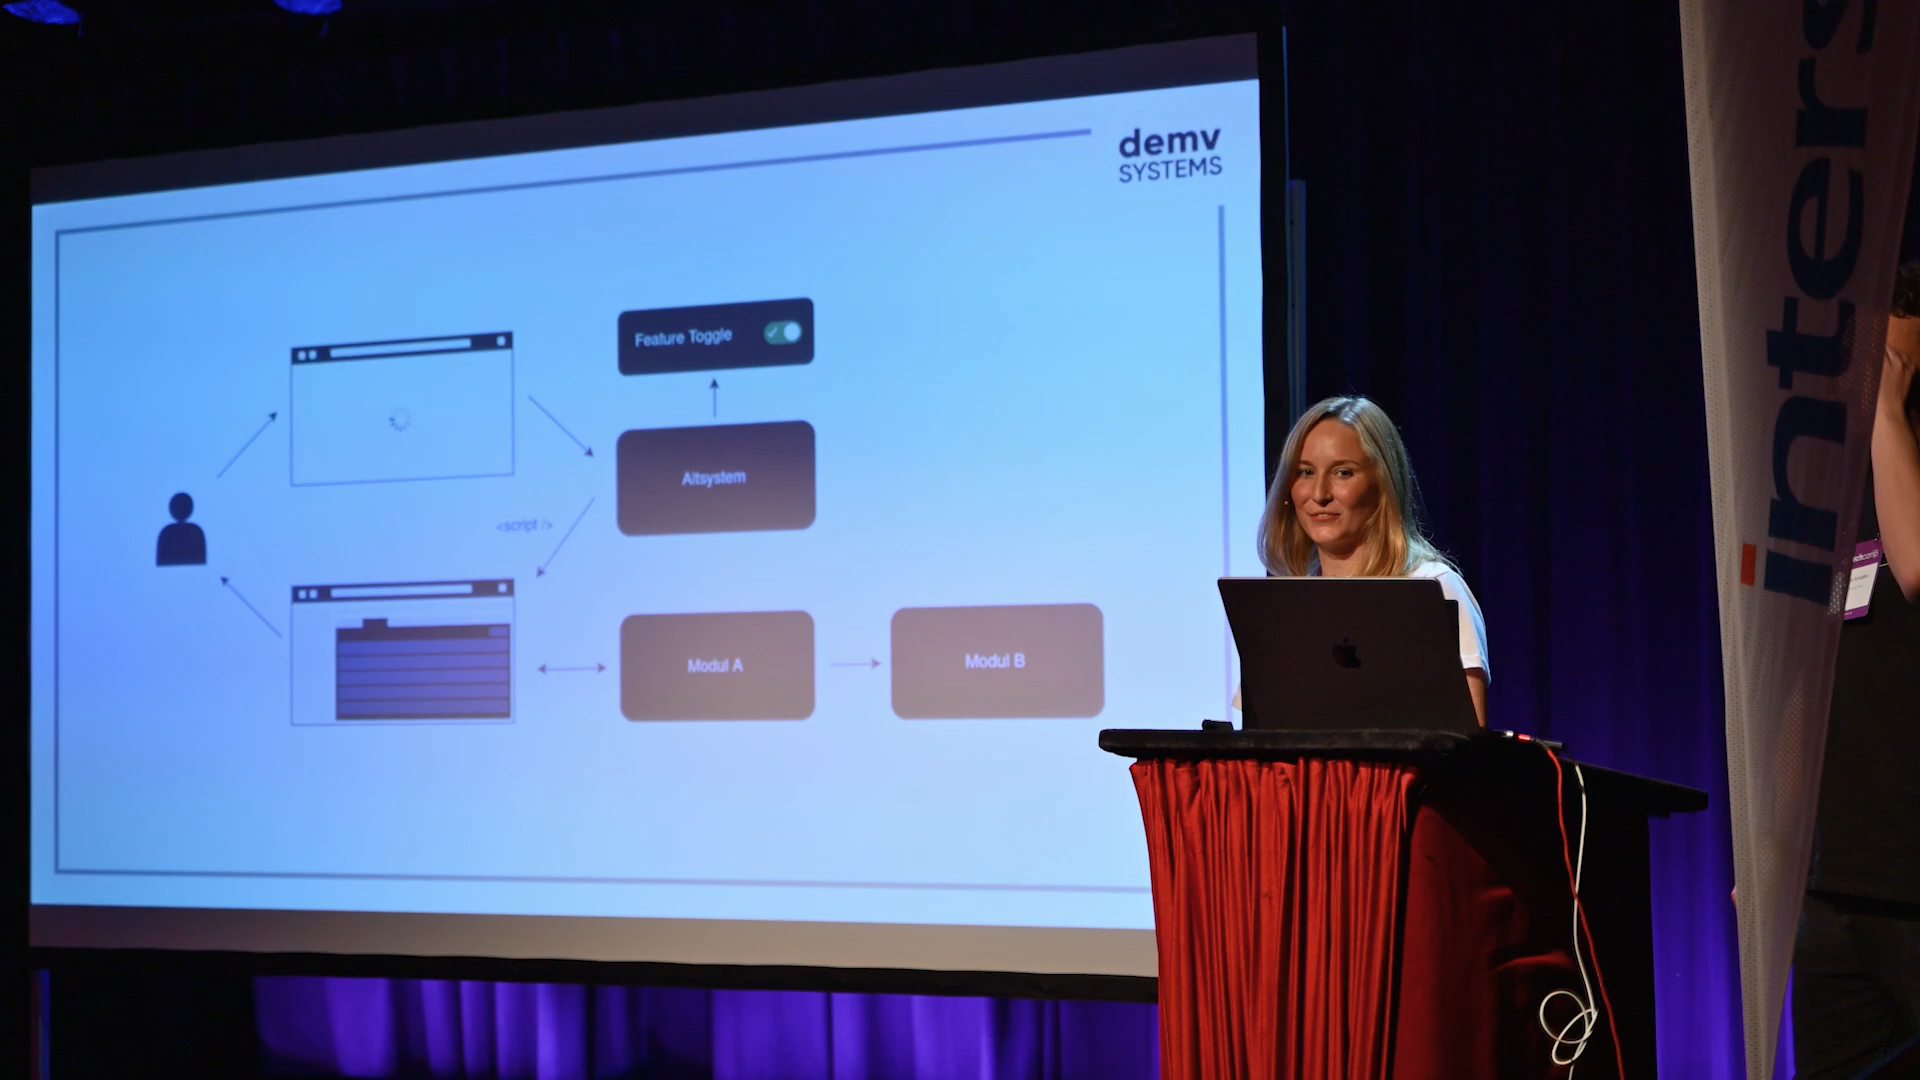 demv
SYSTEMS
Feature Toggle
Altsystem
<script />
Modul A
Modul B
inters